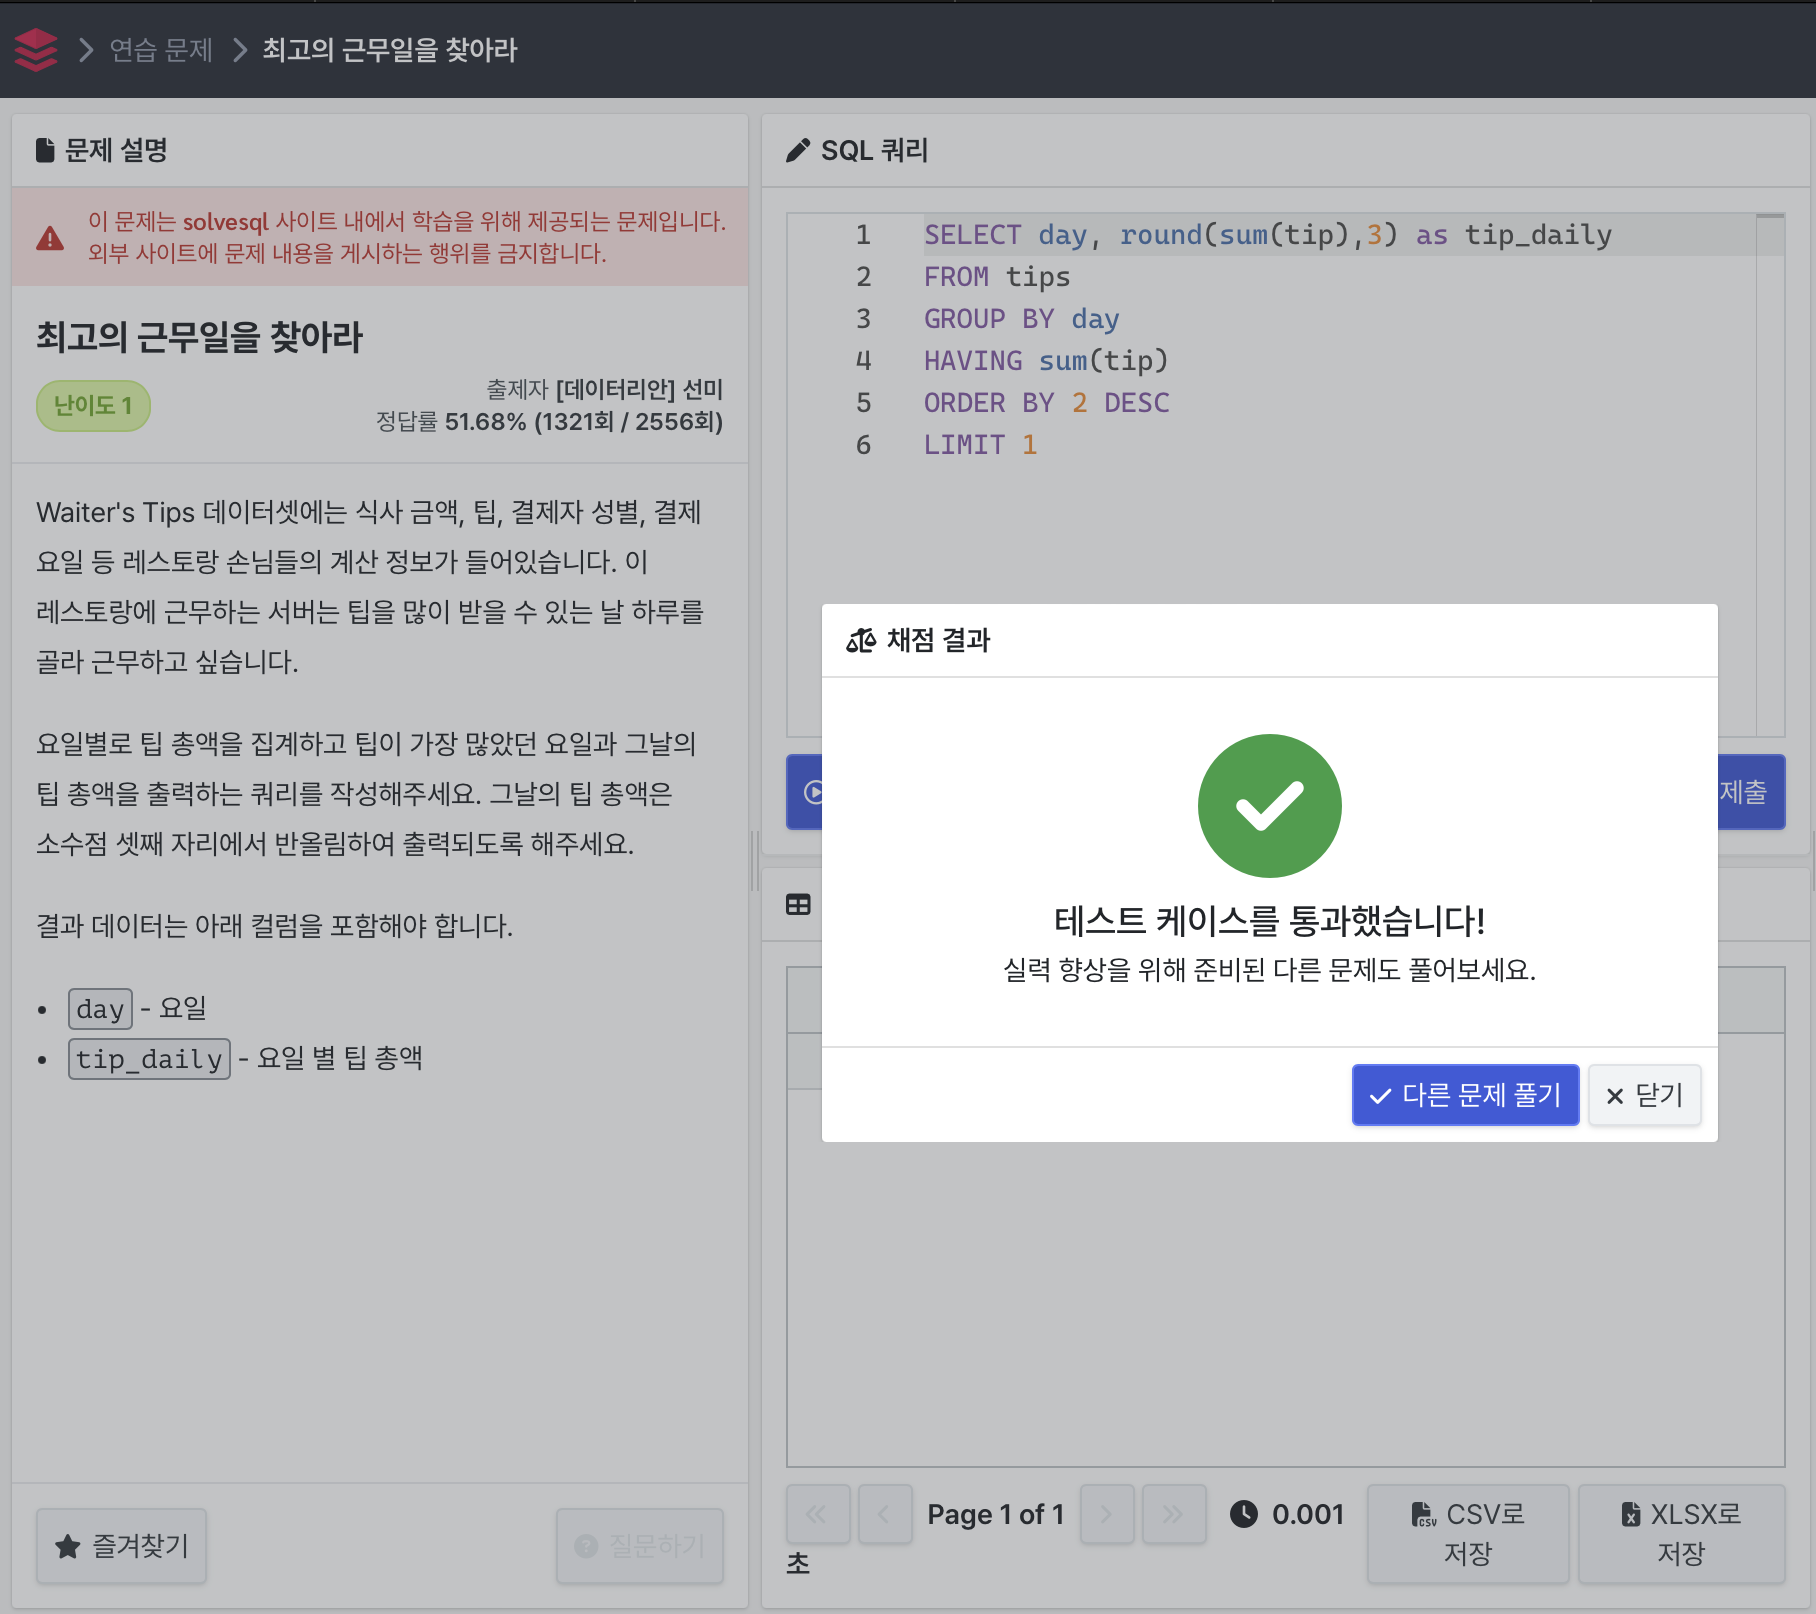 연습 문제 최고의 근무일을 찾아라
문제 설명
이 문제는 solvesql 사이트 내에서 학습을 위해 제공되는 문제입니다.
외부 사이트에 문제 내용을 게시하는 행위를 금지합니다.
최고의 근무일을 찾아라
난이도 1
출제자 [데이터리안] 선미
정답률 51.68% (1321회 / 2556회)
Waiter's Tips 데이터셋에는 식사 금액, 팁, 결제자 성별, 결제
요일 등 레스토랑 손님들의 계산 정보가 들어있습니다. 이
레스토랑에 근무하는 서버는 팁을 많이 받을 수 있는 날 하루를
골라 근무하고 싶습니다.
요일별로 팁 총액을 집계하고 팁이 가장 많았던 요일과 그날의
팁 총액을 출력하는 쿼리를 작성해주세요. 그날의 팁 총액은
소수점 셋째 자리에서 반올림하여 출력되도록 해주세요.
결과 데이터는 아래 컬럼을 포함해야 합니다.
• day - 요일
• tip_daily - 요일 별 팁 총액
즐겨찾기
질문하기
SQL 쿼리
1 SELECT day, round(sum(tip),3) as tip_daily
2 FROM tips
3 GROUP BY day
4 HAVING sum(tip)
5 ORDER BY 2 DESC
6 LIMIT 1
제출
채점 결과
테스트 케이스를 통과했습니다!
실력 향상을 위해 준비된 다른 문제도 풀어보세요.
다른 문제 풀기
닫기
Page 1 of 1
0.001
초
CSV로
저장
XLSX로
저장